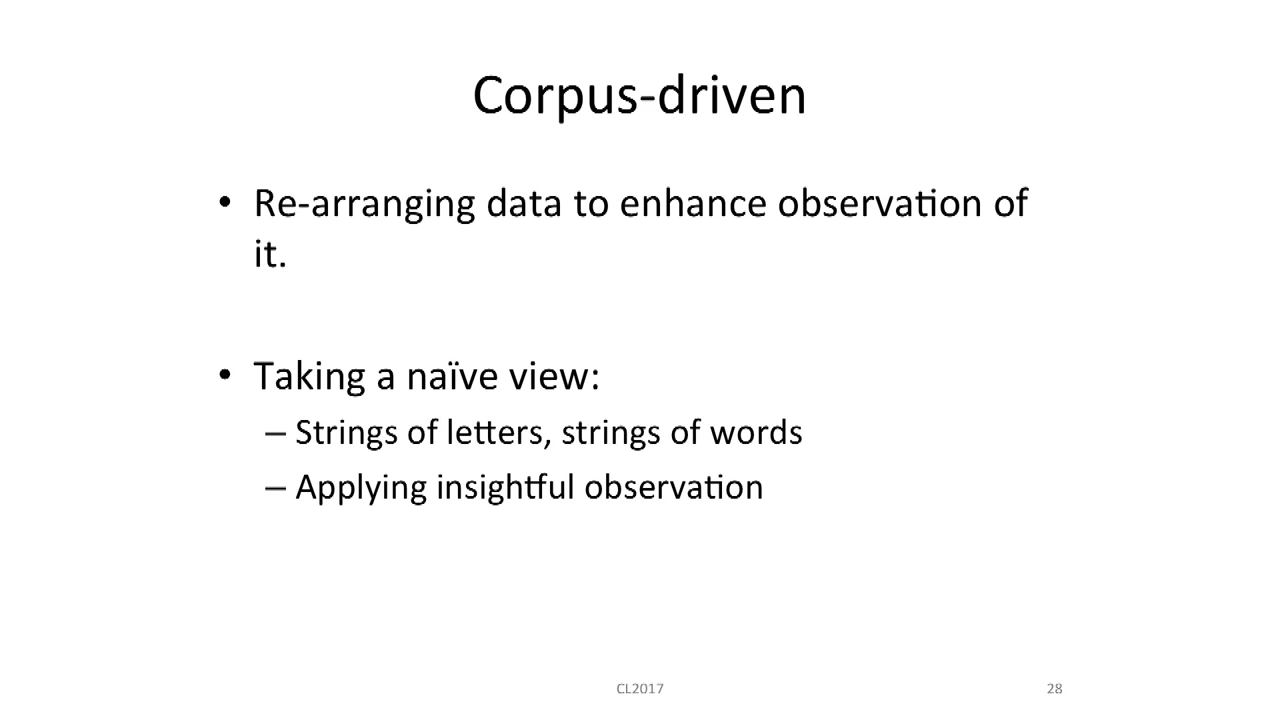 Corpus-driven
• Re-arranging data to enhance observation of
it.
• Taking a naïve view:
– Strings of letters, strings of words
– Applying insightful observation
CL2017
28